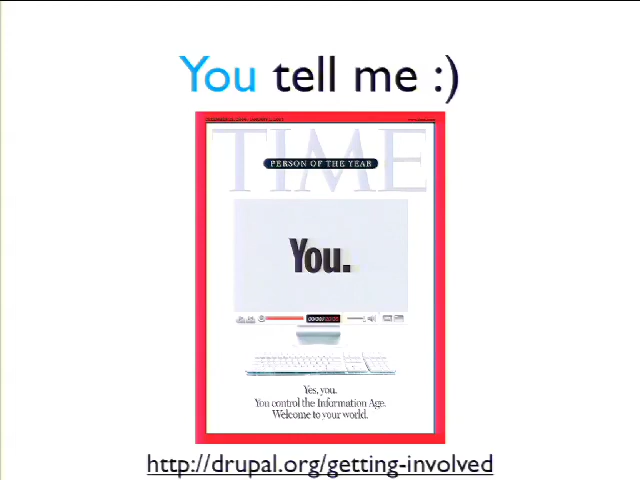 You tell me :)
TIME
PERSON OF THE YEAR
You.
Yes, you.
You control the Information Age.
Welcome to your world.
http://drupal.org/getting-involved